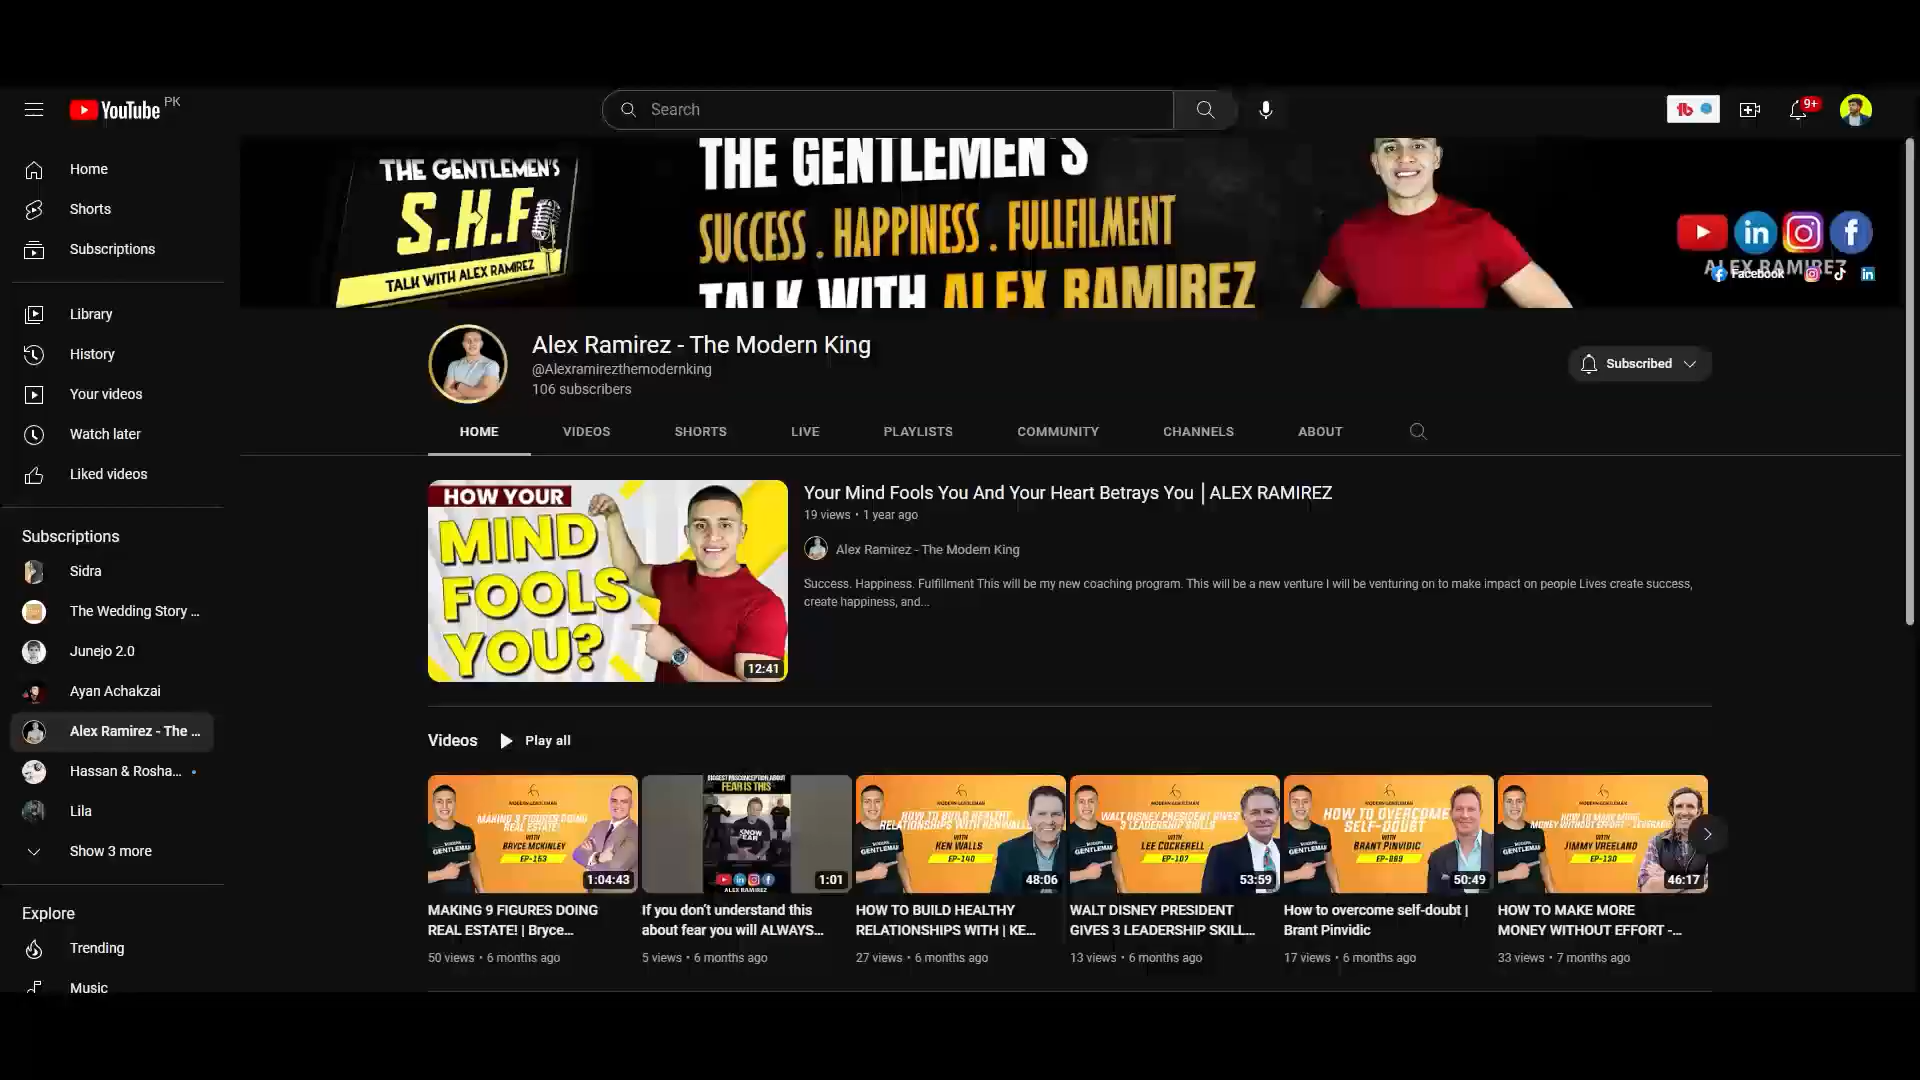 YouTube PK
Search
9+
Home
Shorts
Subscriptions
Library
History
Your videos
Watch later
Liked videos
Subscriptions
Sidra
The Wedding Story ...
Junejo 2.0
Ayan Achakzai
Alex Ramirez - The ...
Hassan & Rosha...
Lila
Show 3 more
Explore
Trending
Music
THE GENTLEMEN'S
S.H.F
TALK WITH ALEX RAMIREZ
THE GENTLEMEN'S
SUCCESS . HAPPINESS . FULLFILMENT
TALK WITH ALEX RAMIREZ
ALEX RAMIREZ
Facebook
Alex Ramirez - The Modern King
@Alexramirezthemodernking
106 subscribers
Subscribed
HOME VIDEOS SHORTS LIVE PLAYLISTS COMMUNITY CHANNELS ABOUT
HOW YOUR
MIND
FOOLS
YOU?
12:41
Your Mind Fools You And Your Heart Betrays You | ALEX RAMIREZ
19 views • 1 year ago
Alex Ramirez - The Modern King
Success. Happiness. Fulfillment This will be my new coaching program. This will be a new venture I will be venturing on to make impact on people Lives create success,
create happiness, and...
Videos Play all
MODERN GENTLEMAN
MAKING 9 FIGURES DOING
REAL ESTATE!
WITH
BRYCE MCKINLEY
EP-153
1:04:43
MAKING 9 FIGURES DOING
REAL ESTATE! | Bryce...
50 views • 6 months ago
BIGGEST MISCONCEPTION ABOUT
FEAR IS THIS
ALEX RAMIREZ
1:01
If you don't understand this
about fear you will ALWAYS...
5 views • 6 months ago
MODERN GENTLEMAN
HOW TO BUILD HEALTHY
RELATIONSHIPS WITH KEN WALLS
WITH
KEN WALLS
EP-140
48:06
HOW TO BUILD HEALTHY
RELATIONSHIPS WITH | KE...
27 views • 6 months ago
MODERN GENTLEMAN
WALT DISNEY PRESIDENT GIVES
3 LEADERSHIP SKILLS
WITH
LEE COCKERELL
EP-107
53:59
WALT DISNEY PRESIDENT
GIVES 3 LEADERSHIP SKILL...
13 views • 6 months ago
MODERN GENTLEMAN
HOW TO OVERCOME
SELF-DOUBT
WITH
BRANT PINVIDIC
EP-089
50:49
How to overcome self-doubt |
Brant Pinvidic
17 views • 6 months ago
MODERN GENTLEMAN
HOW TO MAKE MORE
MONEY WITHOUT EFFORT - LEVERAGE
WITH
JIMMY VREELAND
EP-130
46:17
HOW TO MAKE MORE
MONEY WITHOUT EFFORT -...
33 views • 7 months ago